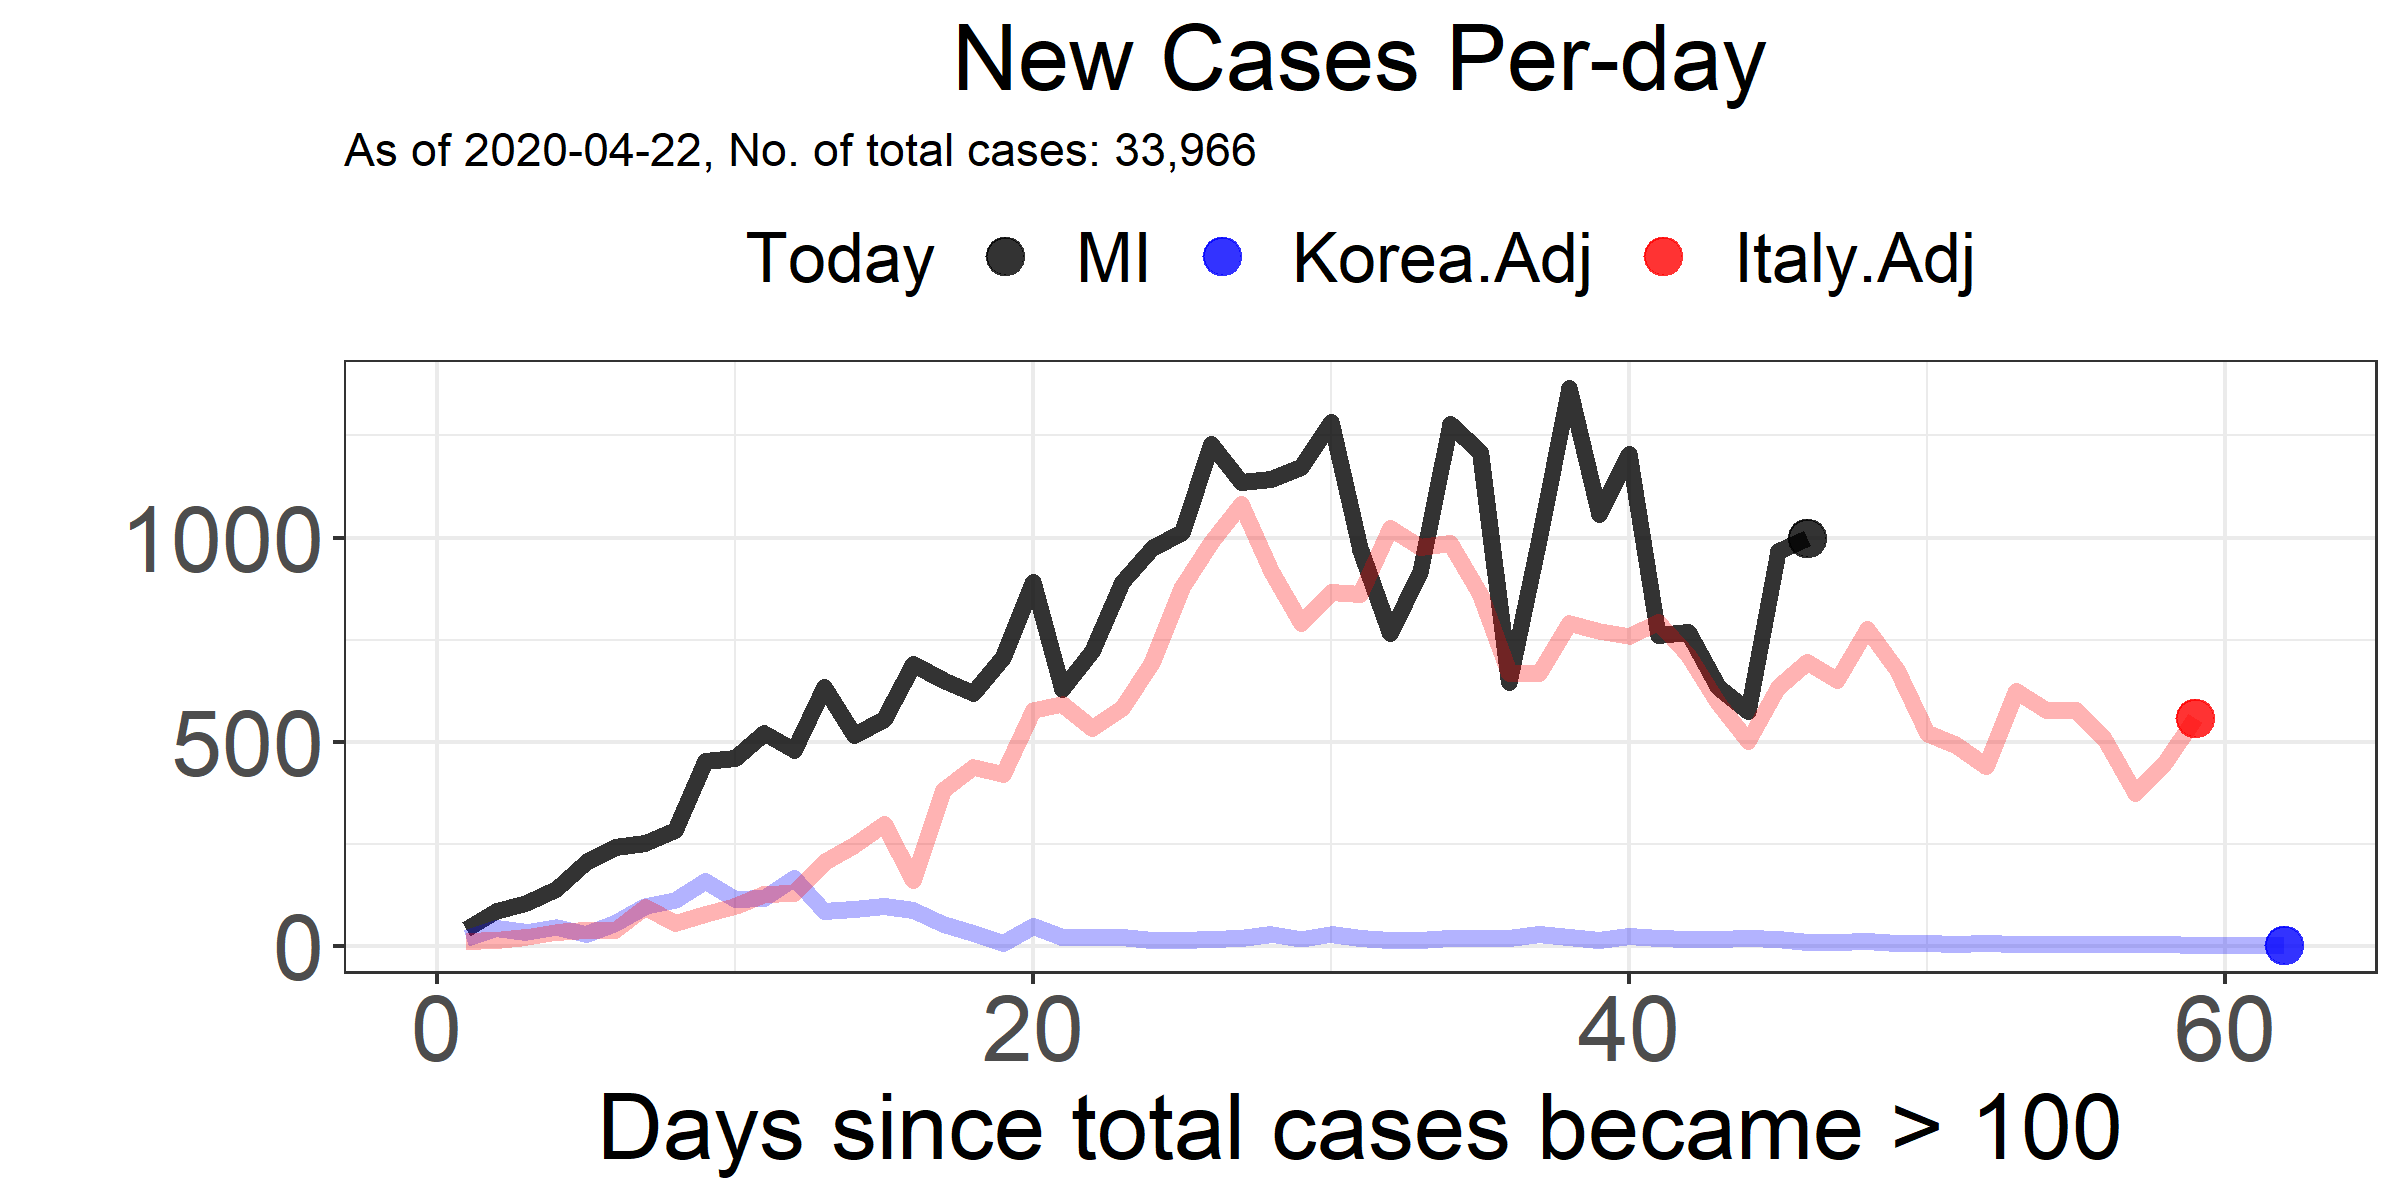 New Cases Per-day
As of 2020-04-22, No. of total cases: 33,966
Today MI Korea.Adj Italy.Adj
1000
500
0
0 20 40 60
Days since total cases became > 100